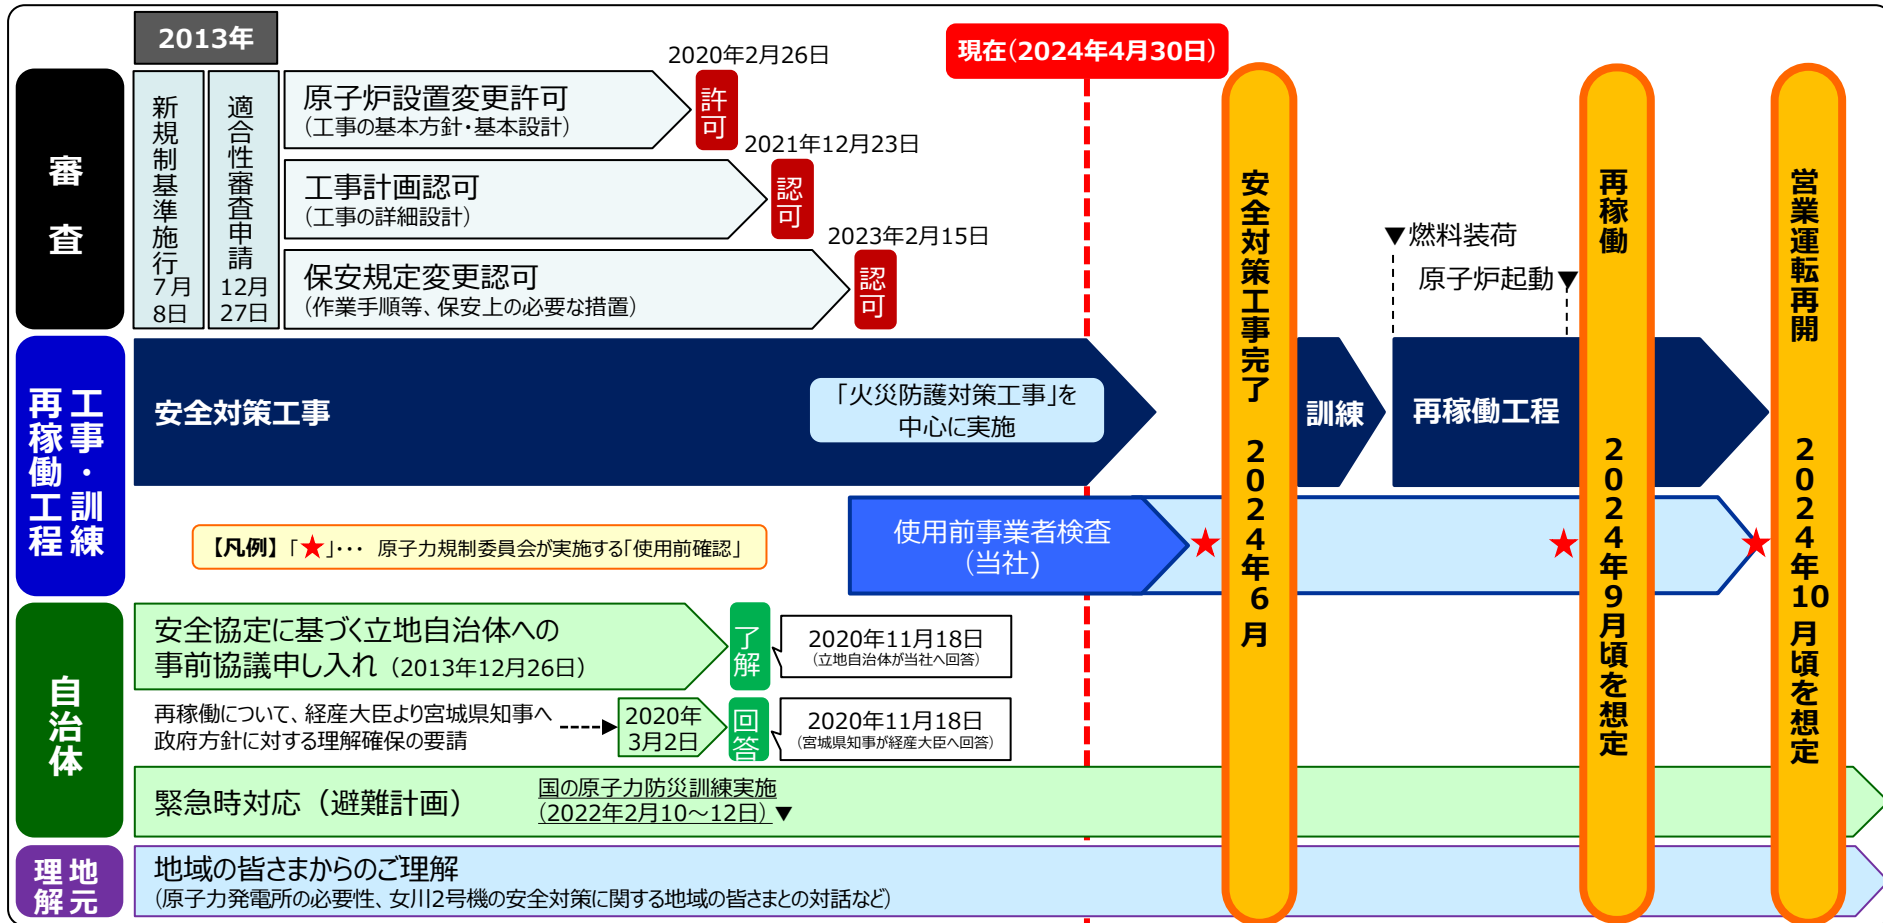 2013年
現在(2024年4月30日)
審査
新規制基準施行
7月
8日
適合性審査申請
12月
27日
原子炉設置変更許可
(工事の基本方針・基本設計)
2020年2月26日
許可
工事計画認可
(工事の詳細設計)
2021年12月23日
認可
保安規定変更認可
(作業手順等、保安上の必要な措置)
2023年2月15日
認可
工事・訓練
再稼働工程
安全対策工事
「火災防護対策工事」を
中心に実施
安全対策工事完了 2024年6月
訓練
▼燃料装荷
原子炉起動▼
再稼働工程
再稼働 2024年9月頃を想定
営業運転再開 2024年10月頃を想定
【凡例】「★」･･･ 原子力規制委員会が実施する「使用前確認」
使用前事業者検査
(当社)
★
★
★
自治体
安全協定に基づく立地自治体への
事前協議申し入れ(2013年12月26日)
了解
2020年11月18日
(立地自治体が当社へ回答)
再稼働について、経産大臣より宮城県知事へ
政府方針に対する理解確保の要請
2020年
3月2日
回答
2020年11月18日
(宮城県知事が経産大臣へ回答)
緊急時対応(避難計画)
国の原子力防災訓練実施
(2022年2月10～12日)▼
地元
理解
地域の皆さまからのご理解
(原子力発電所の必要性、女川2号機の安全対策に関する地域の皆さまとの対話など)